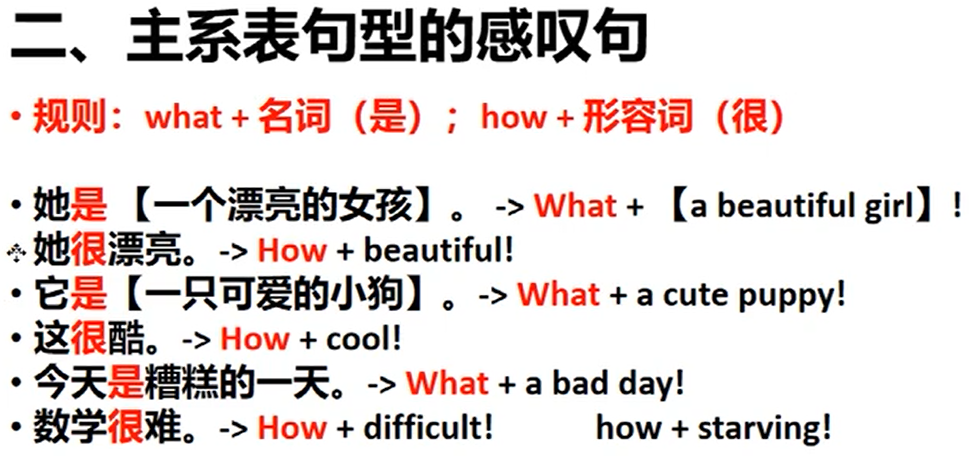 二、主系表句型的感叹句
• 规则：what + 名词（是）；how + 形容词（很）
• 她是 【一个漂亮的女孩】。 -> What + 【a beautiful girl】!
她很漂亮。-> How + beautiful!
• 它是【一只可爱的小狗】。-> What + a cute puppy!
• 这很酷。-> How + cool!
• 今天是糟糕的一天。-> What + a bad day!
• 数学很难。-> How + difficult! how + starving!